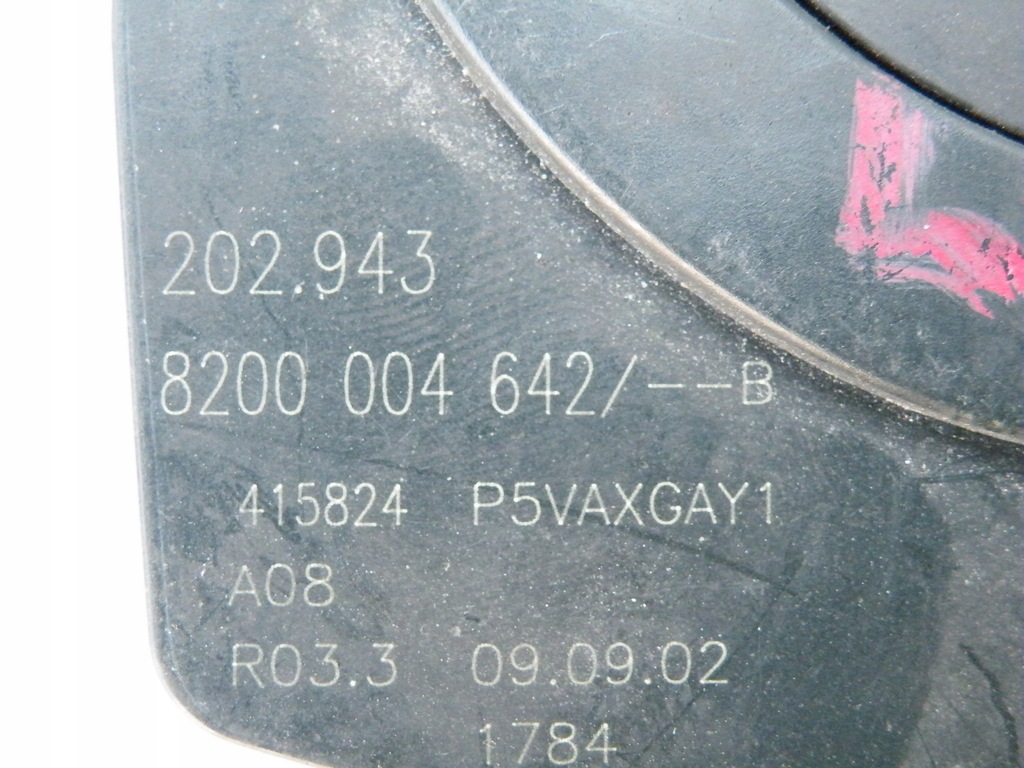 202.943
8200 004 642/---B
415824 P5VAXGAY1
A08
R03.3 09.09.02
1784